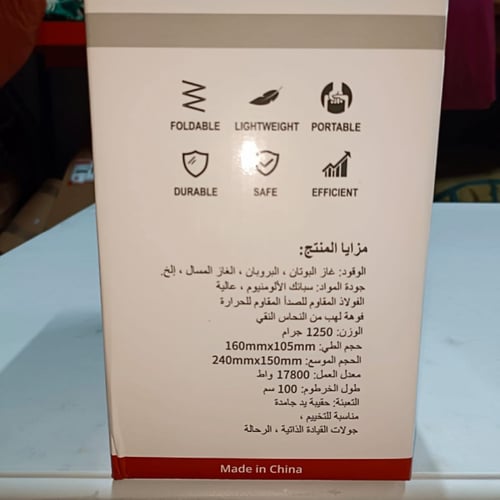 FOLDABLE LIGHTWEIGHT PORTABLE
DURABLE SAFE EFFICIENT
مزايا المنتج:
الوقود: غاز البوتان ، البروبان ، الغاز المسال ، إلخ.
جودة المواد: سبائك الألومنيوم ، عالية
الفولاذ المقاوم للصدأ المقاوم للحرارة
فوهة لهب من النحاس النقي
الوزن: 1250 جرام
حجم الطي: 160mmx105mm
الحجم الموسع: 240mmx150mm
معدل العمل: 17800 واط
طول الخرطوم: 100 سم
التعبئة: حقيبة يد جامدة
مناسبة للتخييم ،
جولات القيادة الذاتية ، الرحالة
Made in China